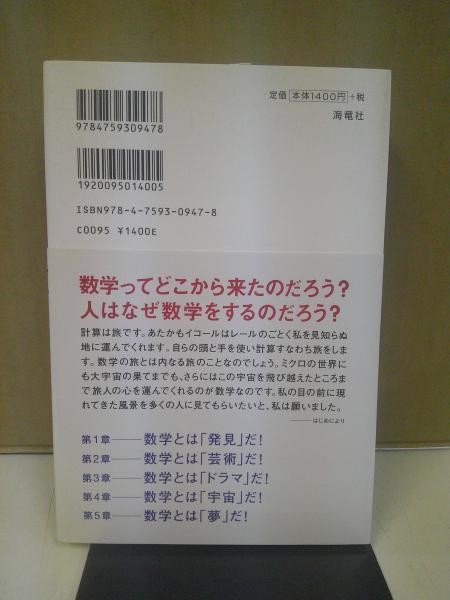 9784759309478
定価 本体1400円 +税
海竜社
1920095014005
ISBN978-4-7593-0947-8
C0095 ¥1400E
数学ってどこから来たのだろう?
人はなぜ数学をするのだろう?
計算は旅です。あたかもイコールはレールのごとく私を見知らぬ
地に運んでくれます。自らの頭と手を使い計算すなわち旅をしま
す。数学の旅とは内なる旅のことなのでしょう。ミクロの世界に
も大宇宙の果てまでも、さらにはこの宇宙を飛び越えたところま
で旅人の心を運んでくれるのが数学なのです。私の目の前に現
れてきた風景を多くの人に見てもらいたいと、私は願いました。
――はじめにより
第1章――数学とは「発見」だ!
第2章――数学とは「芸術」だ!
第3章――数学とは「ドラマ」だ!
第4章――数学とは「宇宙」だ!
第5章――数学とは「夢」だ!